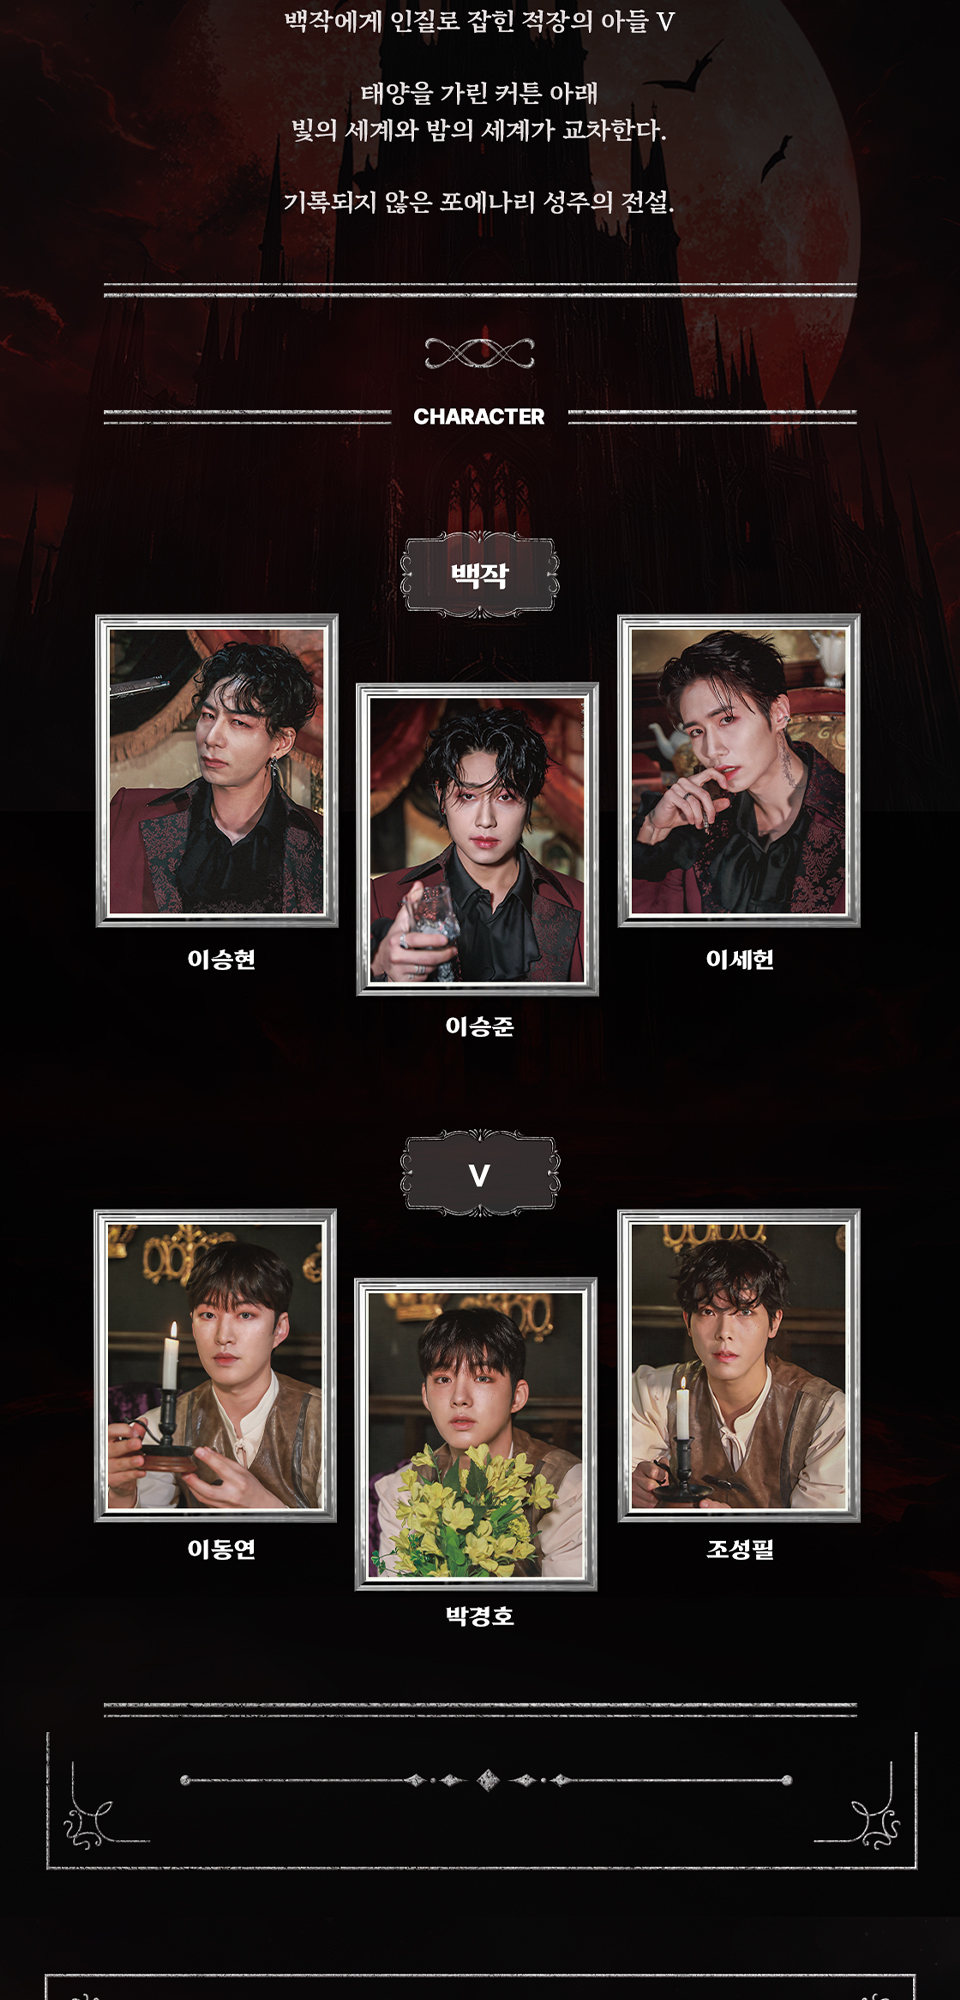 백작에게 인질로 잡힌 적장의 아들 V
태양을 가린 커튼 아래
빛의 세계와 밤의 세계가 교차한다.
기록되지 않은 포에나리 성주의 전설.
CHARACTER
백작
이승현
이승준
이세헌
V
이동연
박경호
조성필